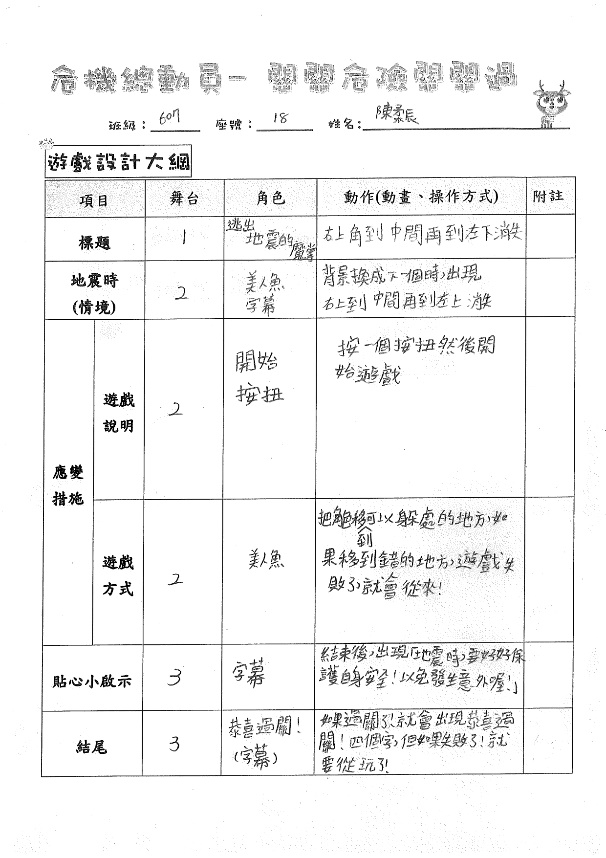 危機總動員－關關危險關關過
班級：607 座號：18 姓名：陳柔辰
遊戲設計大綱
項目 舞台 角色 動作(動畫、操作方式) 附註
標題 1 逃出地震的魔掌 右上角到中間再到左下消失
地震時(情境) 2 美人魚 字幕 背景換成下一個時，出現
右上到中間再到左上消失
應變措施
遊戲說明 2 開始按扭 按一個按扭然後開
始遊戲
遊戲方式 2 美人魚 把她移到可以躲處的地方，如
果移到錯的地方，遊戲失
敗了，就會從來！
貼心小啟示 3 字幕 結束後，出現「地震時，要好好保
護自身安全！以免發生意外喔！」
結尾 3 恭喜過關！(字幕) 如果過關了！就會出現恭喜過
關！四個字，但如果失敗了！就
要從玩了！